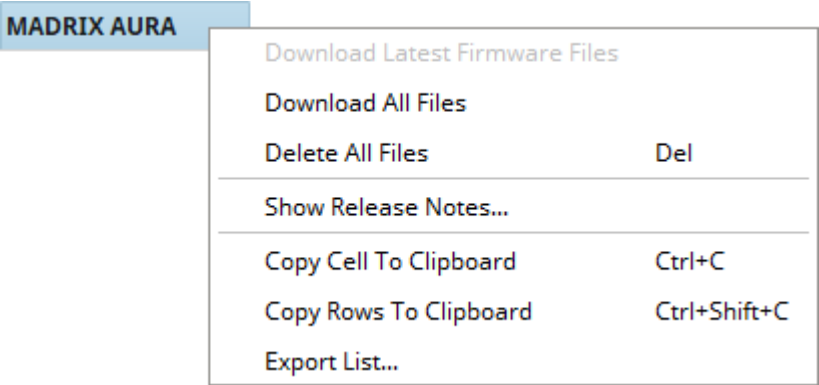 MADRIX AURA
Download Latest Firmware Files
Download All Files
Delete All Files Del
Show Release Notes...
Copy Cell To Clipboard Ctrl+C
Copy Rows To Clipboard Ctrl+Shift+C
Export List...